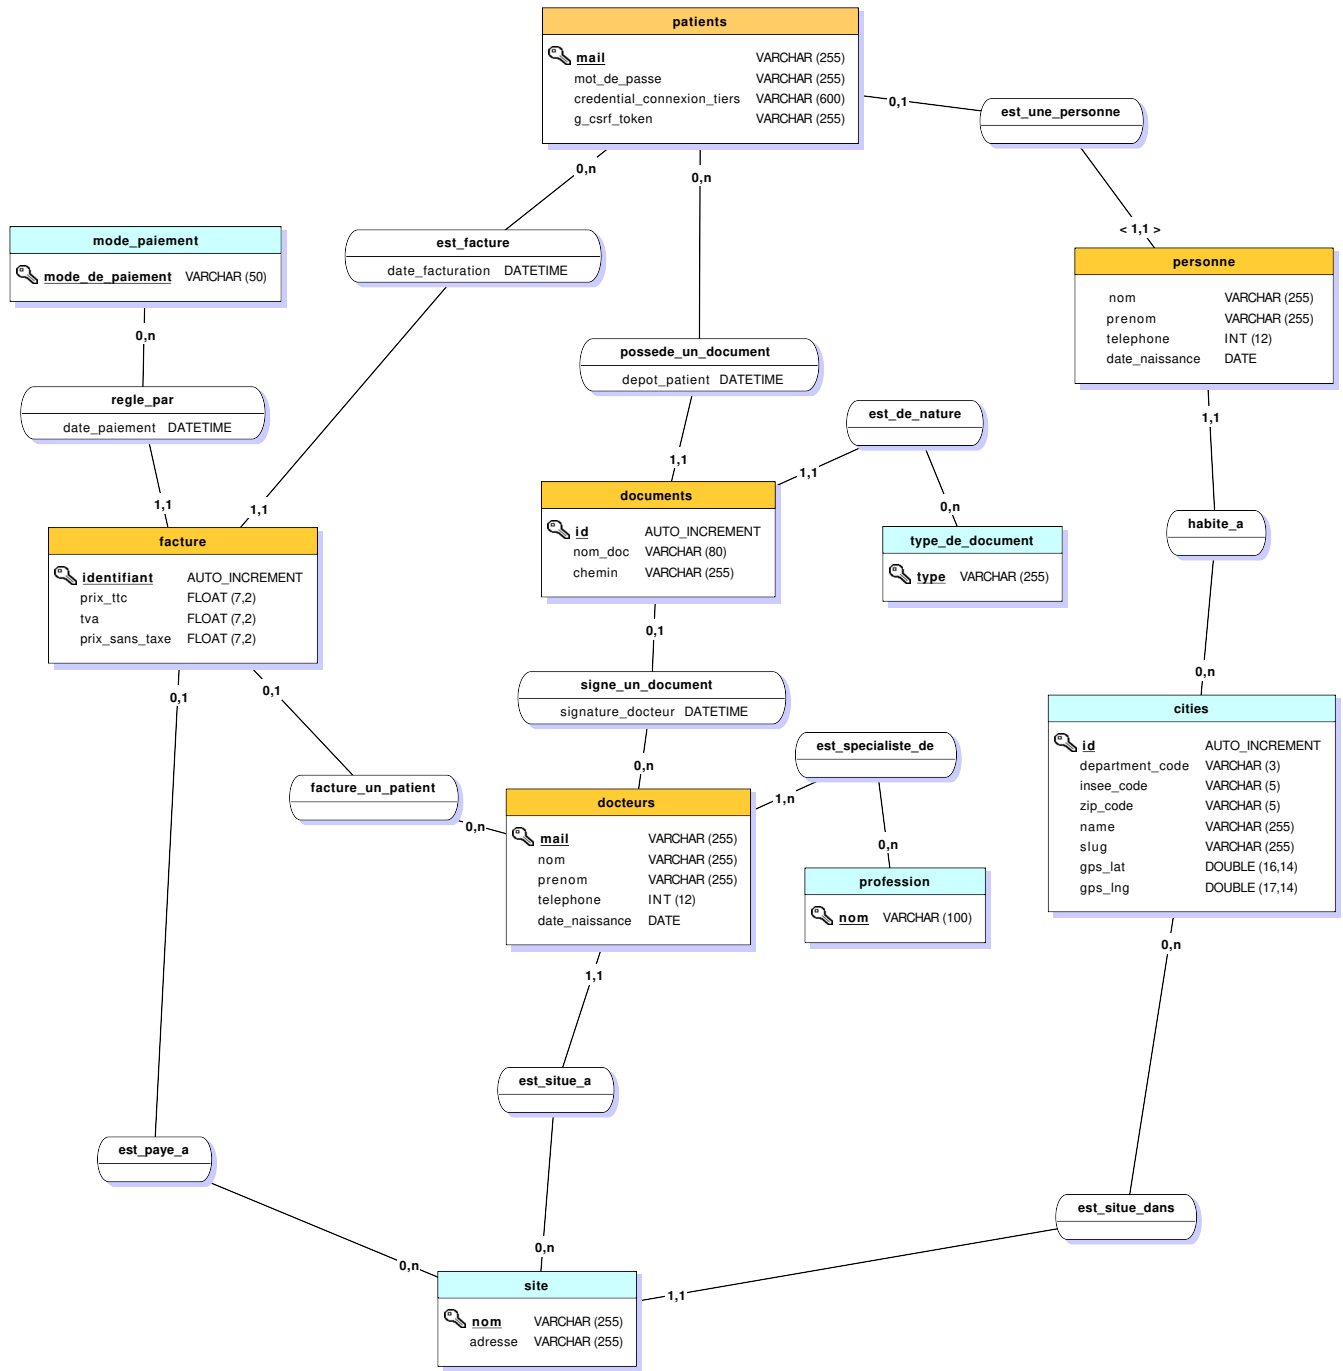 patients
mail VARCHAR (255)
mot_de_passe VARCHAR (255)
credential_connexion_tiers VARCHAR (600)
g_csrf_token VARCHAR (255)
0,1
est_une_personne
0,n
0,n
mode_paiement
mode_de_paiement VARCHAR (50)
est_facture
date_facturation DATETIME
< 1,1 >
personne
nom VARCHAR (255)
prenom VARCHAR (255)
telephone INT (12)
date_naissance DATE
0,n
possede_un_document
depot_patient DATETIME
regle_par
date_paiement DATETIME
est_de_nature
1,1
1,1
1,1
1,1
1,1
0,n
documents
id AUTO_INCREMENT
nom_doc VARCHAR (80)
chemin VARCHAR (255)
type_de_document
type VARCHAR (255)
habite_a
facture
identifiant AUTO_INCREMENT
prix_ttc FLOAT (7,2)
tva FLOAT (7,2)
prix_sans_taxe FLOAT (7,2)
0,1
0,n
0,1
0,1
signe_un_document
signature_docteur DATETIME
cities
id AUTO_INCREMENT
department_code VARCHAR (3)
insee_code VARCHAR (5)
zip_code VARCHAR (5)
name VARCHAR (255)
slug VARCHAR (255)
gps_lat DOUBLE (16,14)
gps_lng DOUBLE (17,14)
est_specialiste_de
0,n
facture_un_patient
0,n
1,n
0,n
docteurs
mail VARCHAR (255)
nom VARCHAR (255)
prenom VARCHAR (255)
telephone INT (12)
date_naissance DATE
profession
nom VARCHAR (100)
0,n
1,1
est_situe_a
est_paye_a
est_situe_dans
0,n
0,n
1,1
site
nom VARCHAR (255)
adresse VARCHAR (255)